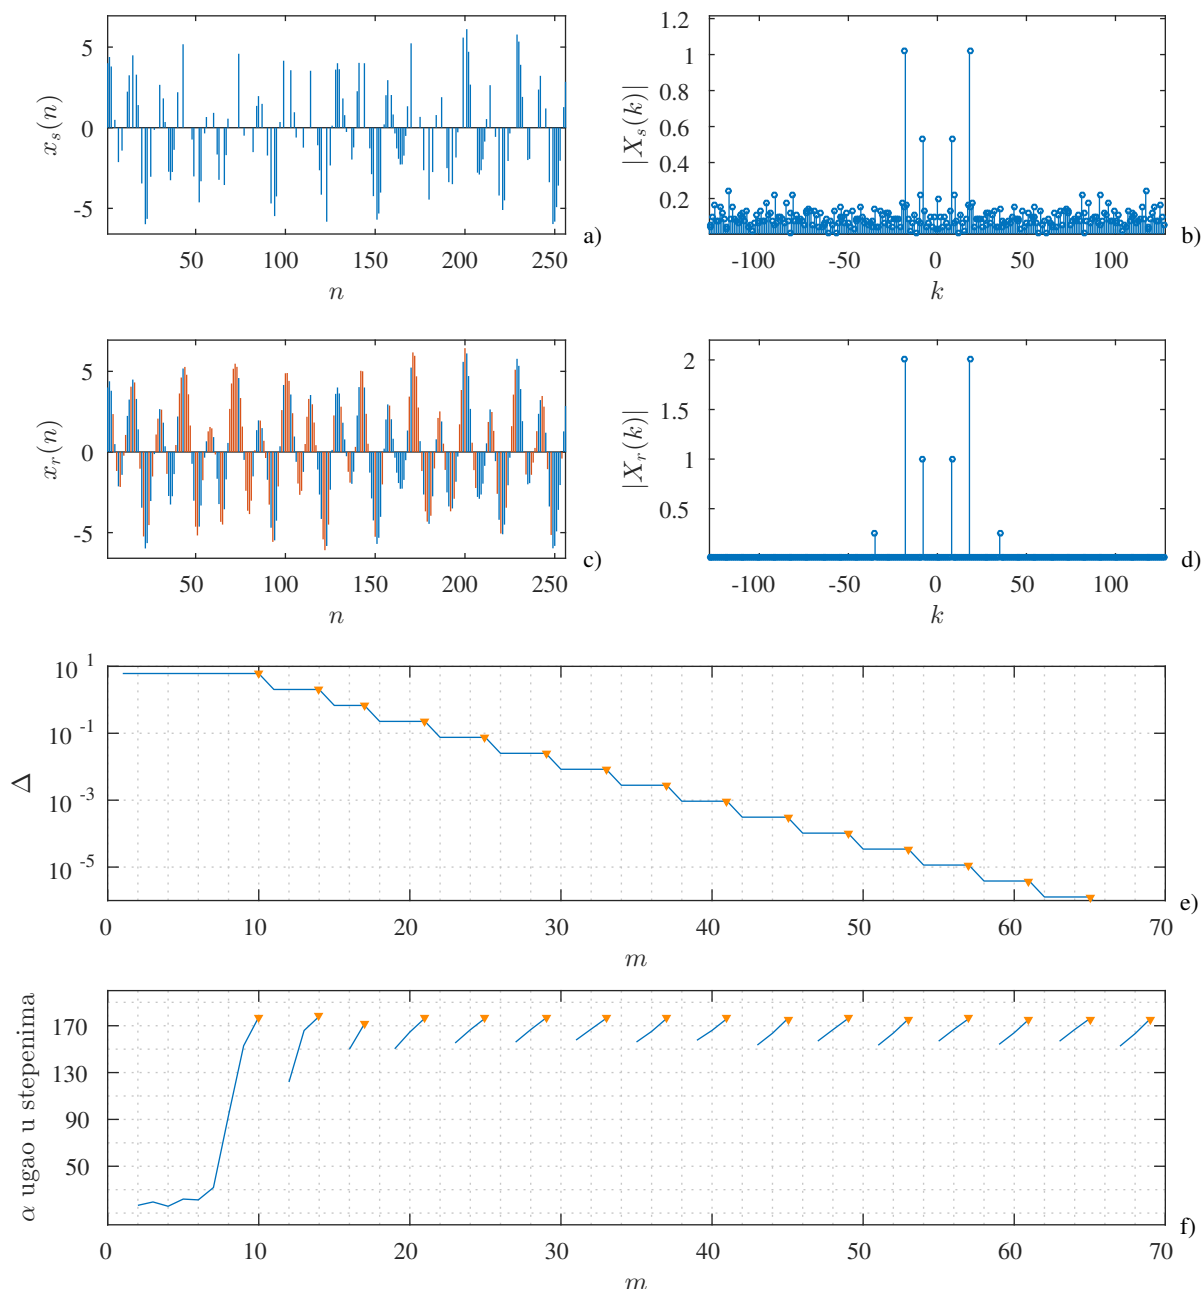 x_s(n)
5
0
-5
50 100 150 200 250
n
a)
|X_s(k)|
1.2
1
0.8
0.6
0.4
0.2
-100 -50 0 50 100
k
b)
x_r(n)
5
0
-5
50 100 150 200 250
n
c)
|X_r(k)|
2
1.5
1
0.5
-100 -50 0 50 100
k
d)
Δ
10^1
10^-1
10^-3
10^-5
0 10 20 30 40 50 60 70
m
e)
α ugao u stepenima
170
130
90
50
0 10 20 30 40 50 60 70
m
f)